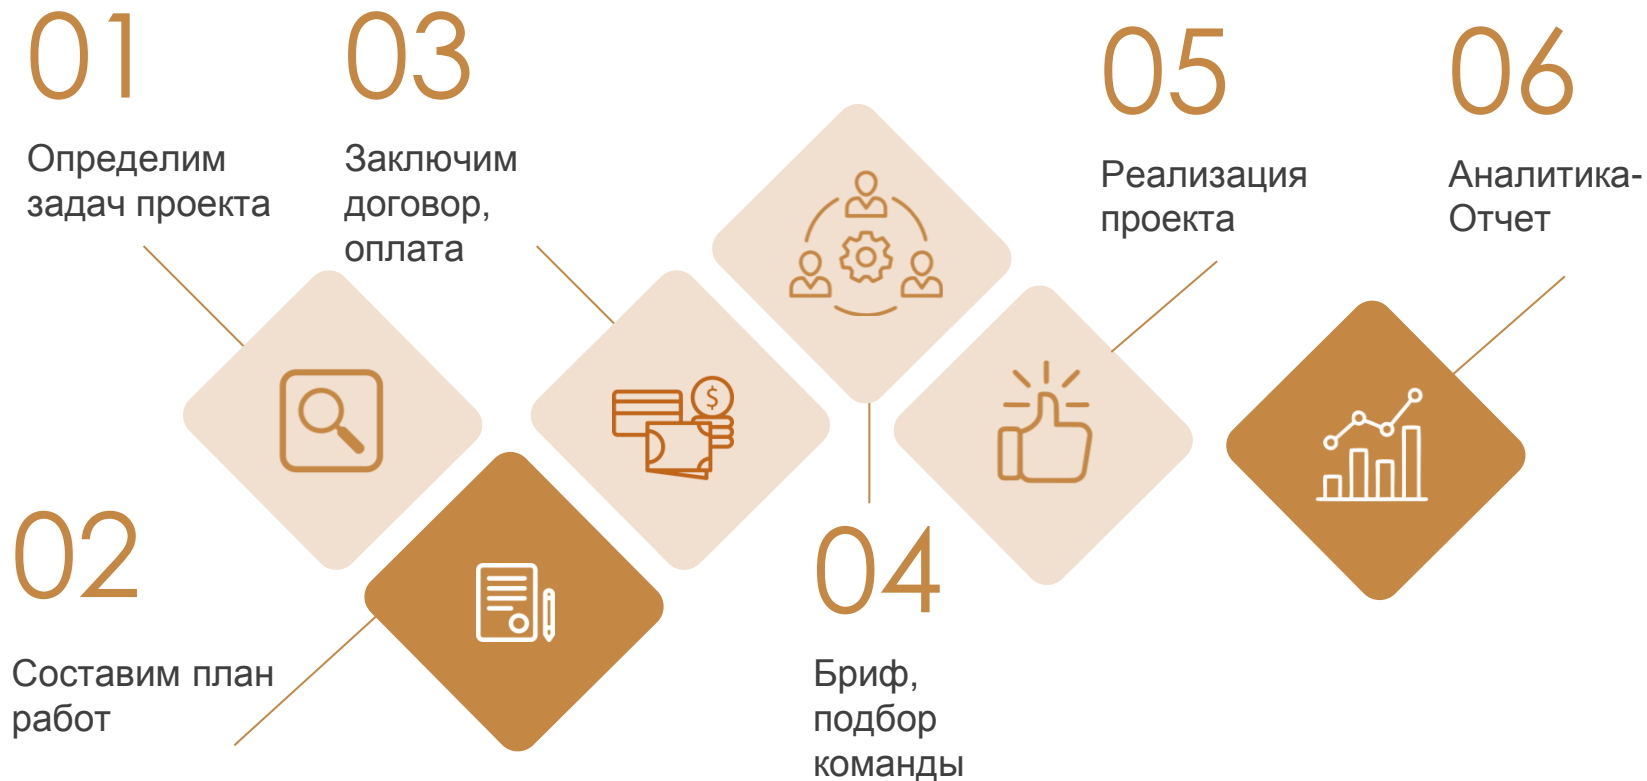 01
Определим
задач проекта
02
Составим план
работ
03
Заключим
договор,
оплата
$
04
Бриф,
подбор
команды
05
Реализация
проекта
06
Аналитика-
Отчет